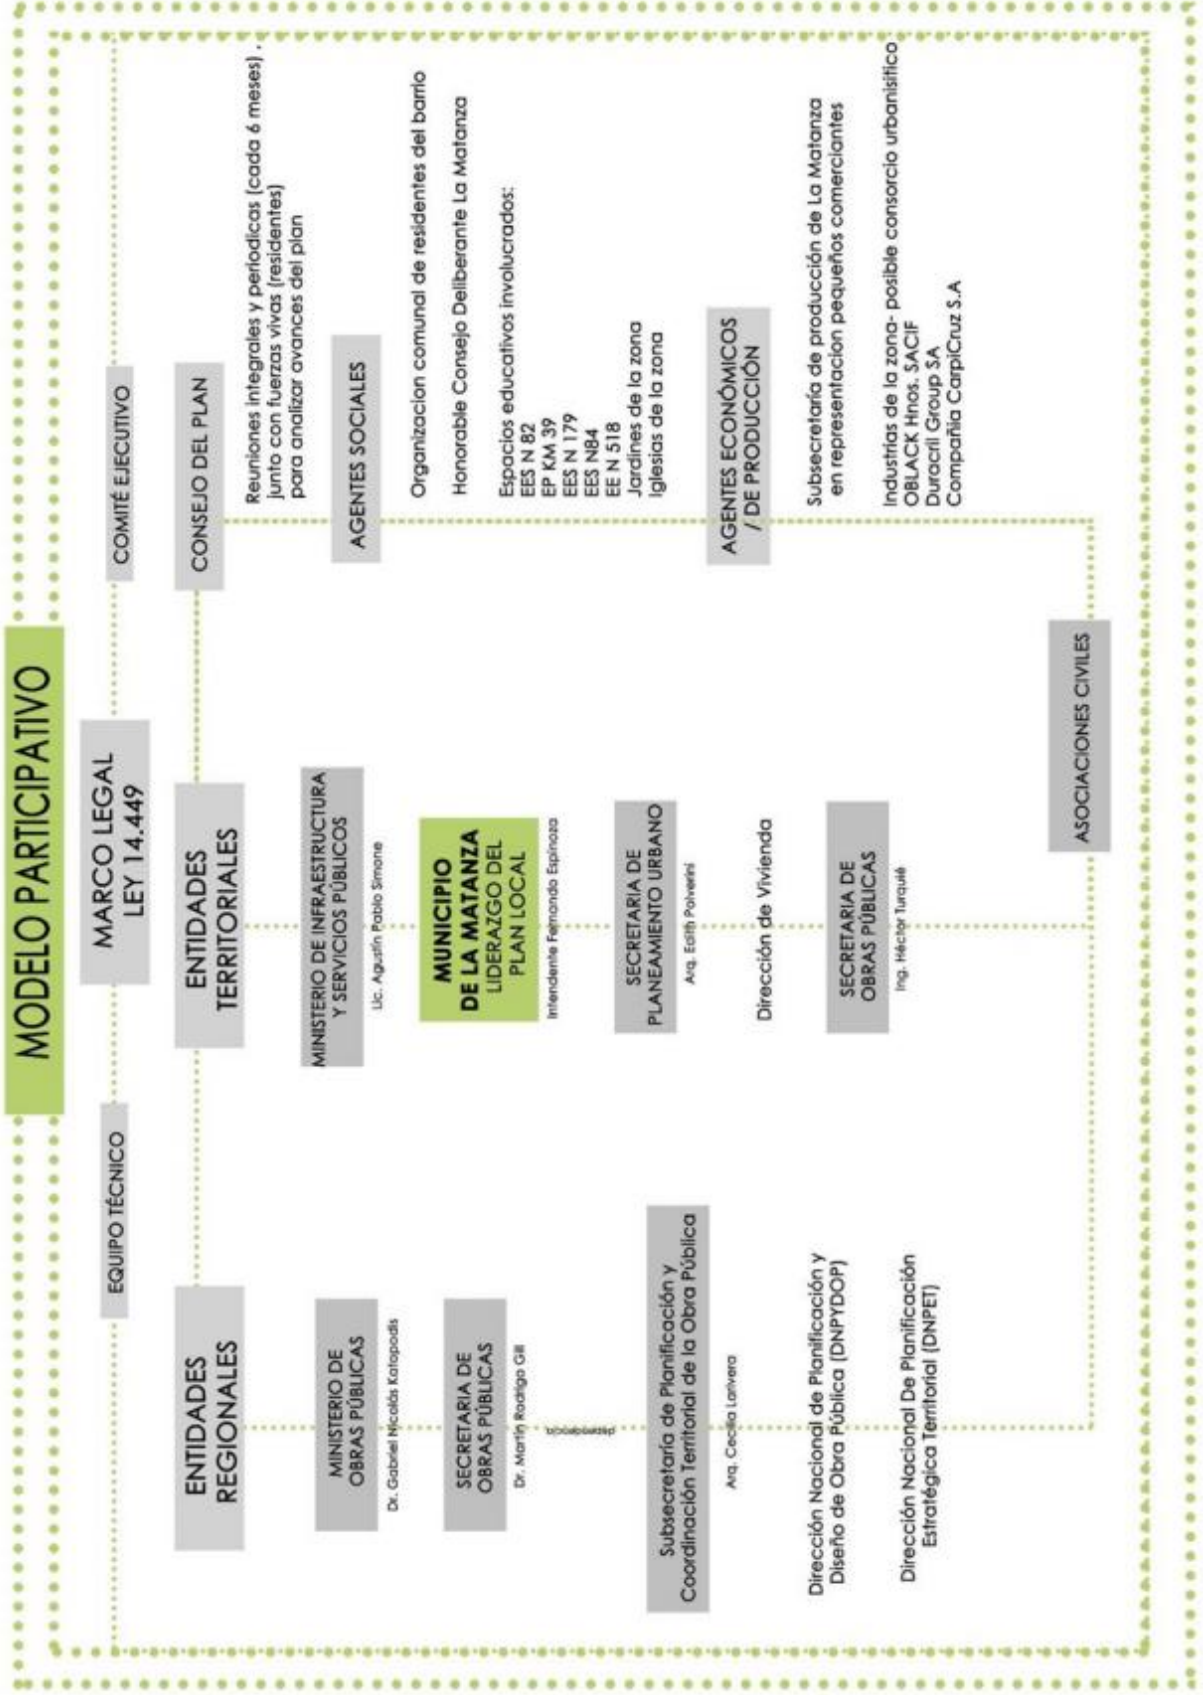 MODELO PARTICIPATIVO
MARCO LEGAL
LEY 14.449
EQUIPO TÉCNICO
COMITÉ EJECUTIVO
ENTIDADES
REGIONALES
MINISTERIO DE
OBRAS PÚBLICAS
Dr. Gabriel Nicolás Katopodis
SECRETARIA DE
OBRAS PÚBLICAS
Dr. Martín Rodrigo Gill
dependencia
Subsecretaría de Planificación y
Coordinación Territorial de la Obra Pública
Arq. Cecilia Larivera
Dirección Nacional de Planificación y
Diseño de Obra Pública (DNPYDOP)
Dirección Nacional De Planificación
Estratégica Territorial (DNPET)
ENTIDADES
TERRITORIALES
MINISTERIO DE INFRAESTRUCTURA
Y SERVICIOS PÚBLICOS
Lic. Agustín Pablo Simone
MUNICIPIO
DE LA MATANZA
LIDERAZGO DEL
PLAN LOCAL
Intendente Fernando Espinoza
SECRETARIA DE
PLANEAMIENTO URBANO
Arq. Edith Polverini
Dirección de Vivienda
SECRETARIA DE
OBRAS PÚBLICAS
Ing. Héctor Turquié
CONSEJO DEL PLAN
Reuniones integrales y periodicas (cada 6 meses) .
junto con fuerzas vivas (residentes)
para analizar avances del plan
AGENTES SOCIALES
Organizacion comunal de residentes del barrio
Honorable Consejo Deliberante La Matanza
Espacios educativos involucrados:
EES N 82
EP KM 39
EES N 179
EES N84
EE N 518
Jardines de la zona
Iglesias de la zona
AGENTES ECONÓMICOS
/ DE PRODUCCIÓN
Subsecretaría de producción de La Matanza
en representacion pequeños comerciantes
Industrias de la zona- posible consorcio urbanisitico
OBLACK Hnos. SACIF
Duracril Group SA
Compañia CarpiCruz S.A
ASOCIACIONES CIVILES